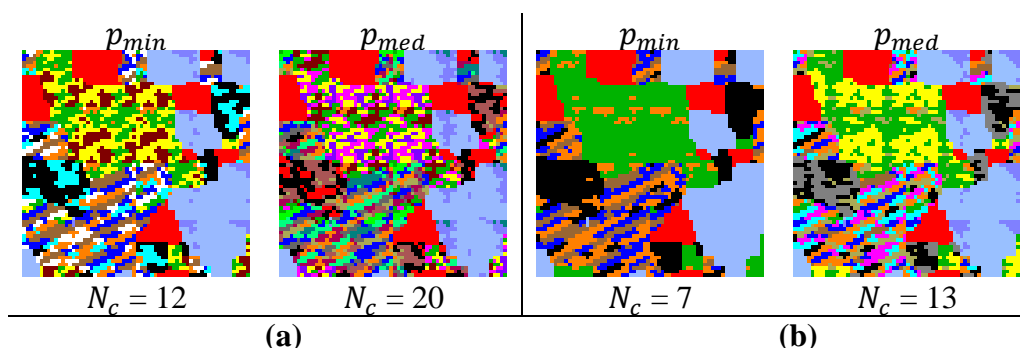 p_min p_med p_min p_med
N_c = 12 N_c = 20 N_c = 7 N_c = 13
(a) (b)